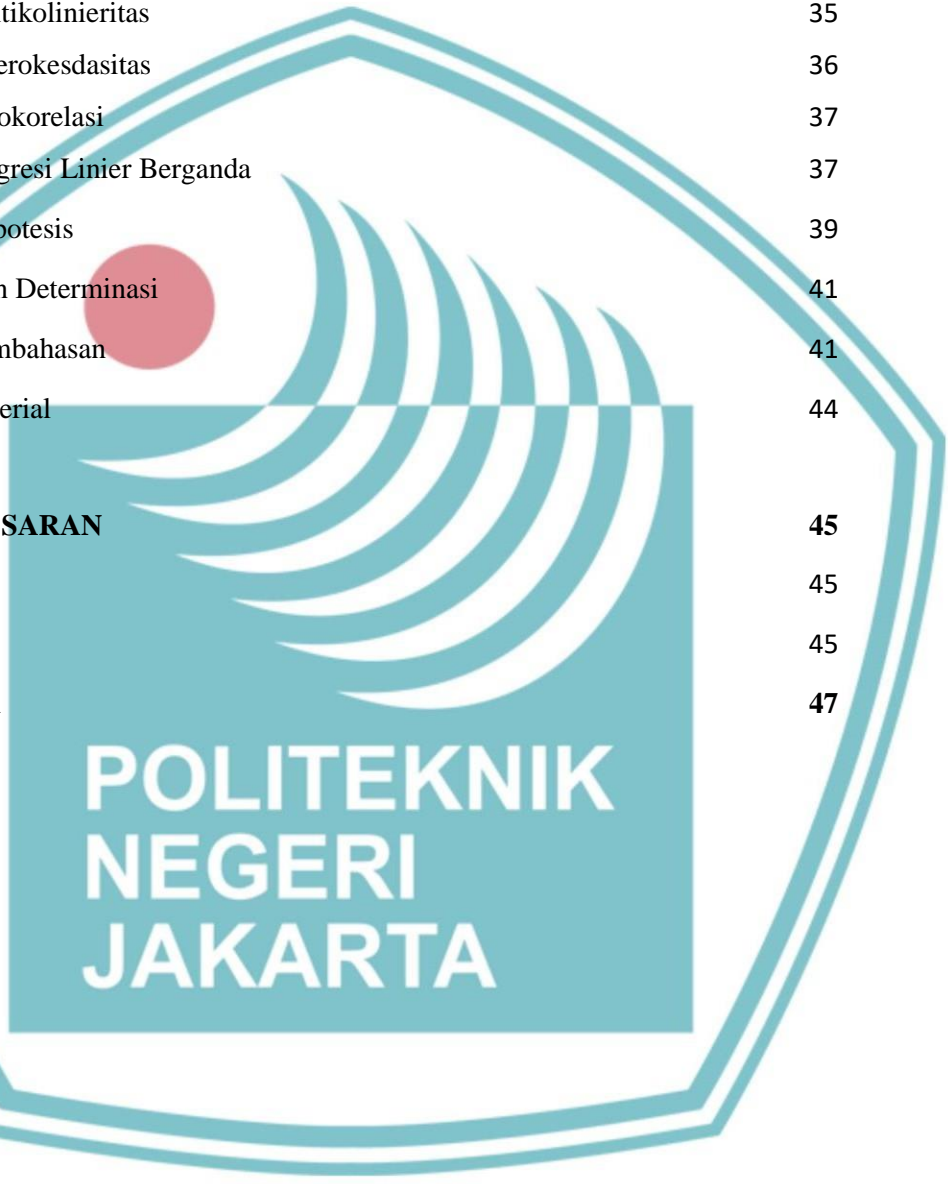 tikolinieritas 35
erokesdasitas 36
okorelasi 37
gresi Linier Berganda 37
potesis 39
n Determinasi 41
mbahasan 41
erial 44
SARAN 45
45
45
47
POLITEKNIK
NEGERI
JAKARTA